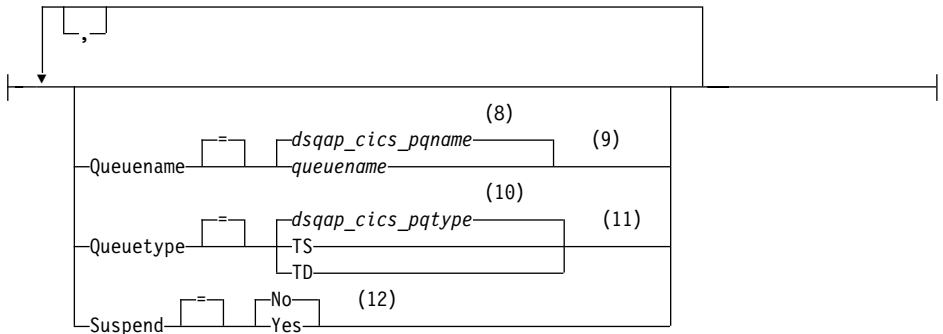 ,
(8)
= dsqap_cics_pqname (9)
Queuename queuename
(10)
= dsqap_cics_pqtype (11)
Queuetype TS
TD
= No (12)
Suspend Yes